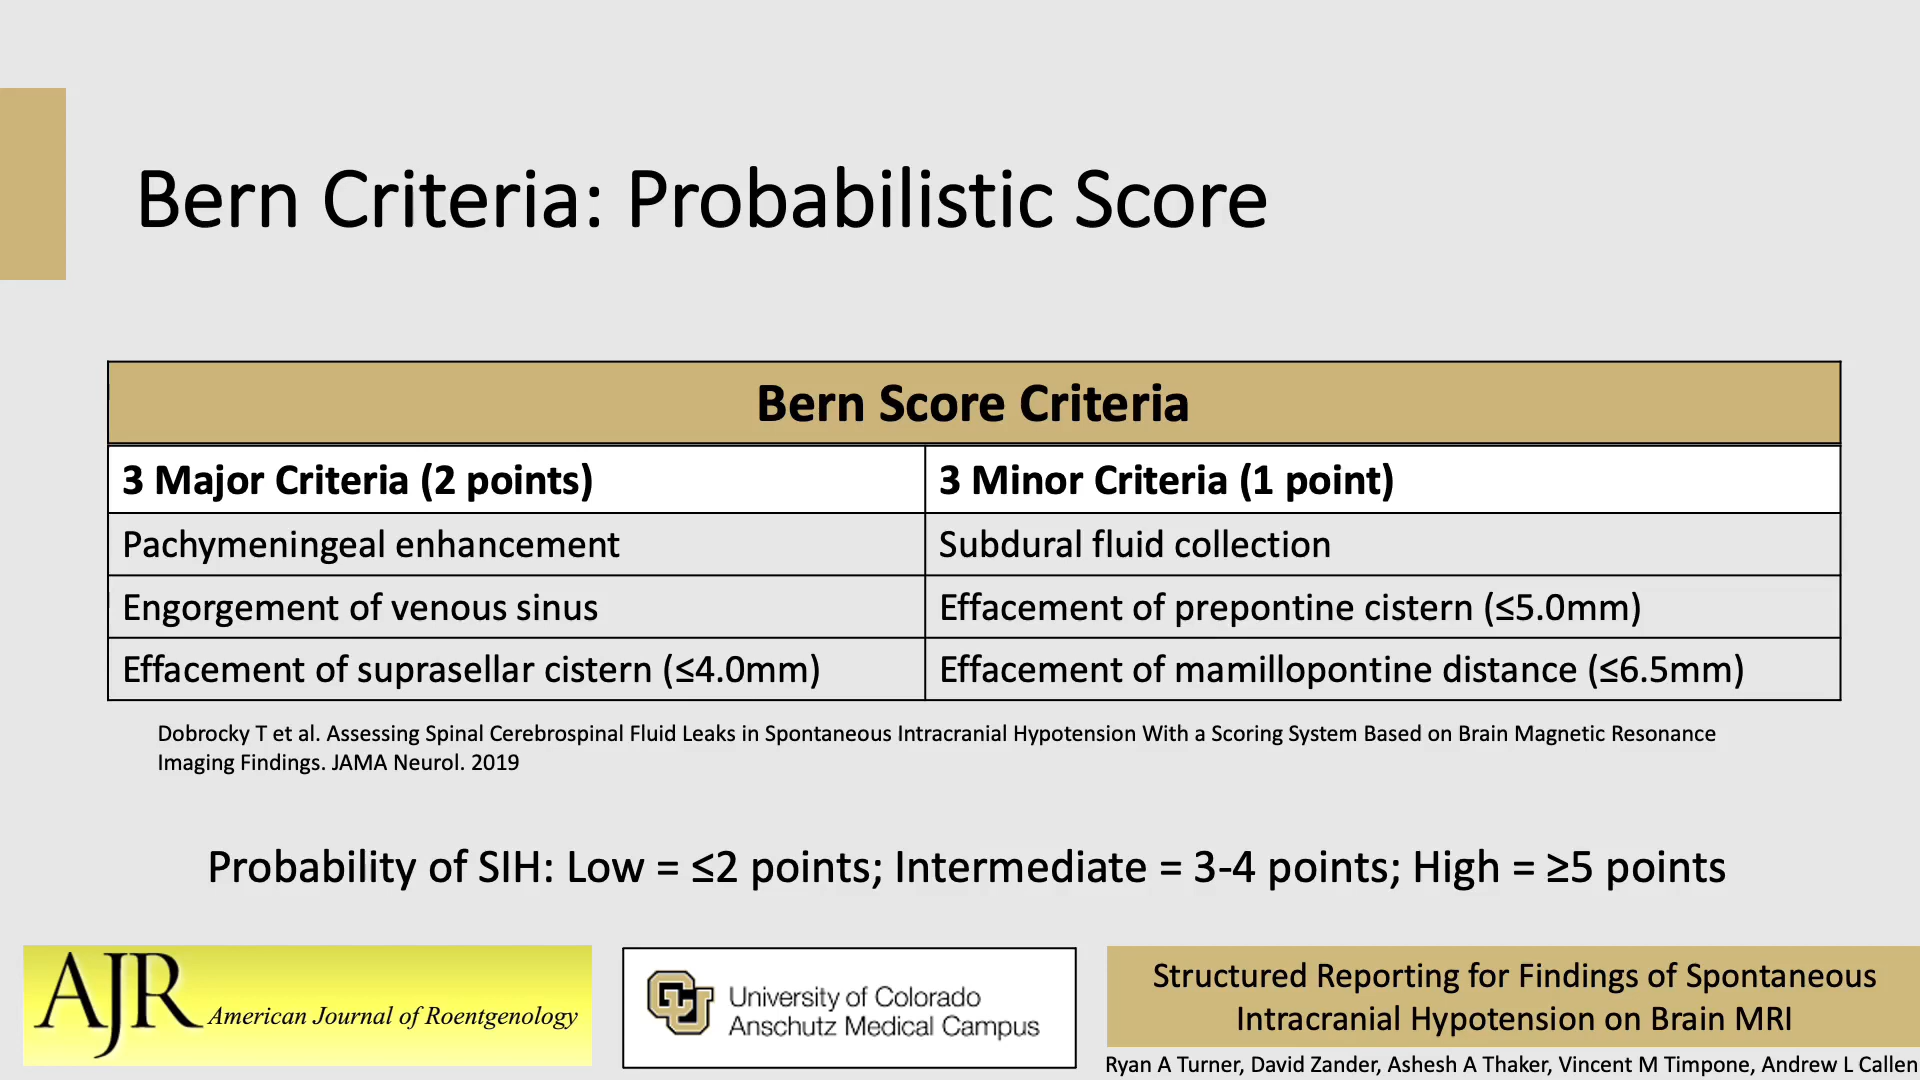 Bern Criteria: Probabilistic Score
Bern Score Criteria
3 Major Criteria (2 points)
3 Minor Criteria (1 point)
Pachymeningeal enhancement
Subdural fluid collection
Engorgement of venous sinus
Effacement of prepontine cistern (≤5.0mm)
Effacement of suprasellar cistern (≤4.0mm)
Effacement of mamillopontine distance (≤6.5mm)
Dobrocky T et al. Assessing Spinal Cerebrospinal Fluid Leaks in Spontaneous Intracranial Hypotension With a Scoring System Based on Brain Magnetic Resonance
Imaging Findings. JAMA Neurol. 2019
Probability of SIH: Low = ≤2 points; Intermediate = 3-4 points; High = ≥5 points
AJR American Journal of Roentgenology
CU
University of Colorado
Anschutz Medical Campus
Structured Reporting for Findings of Spontaneous
Intracranial Hypotension on Brain MRI
Ryan A Turner, David Zander, Ashesh A Thaker, Vincent M Timpone, Andrew L Callen